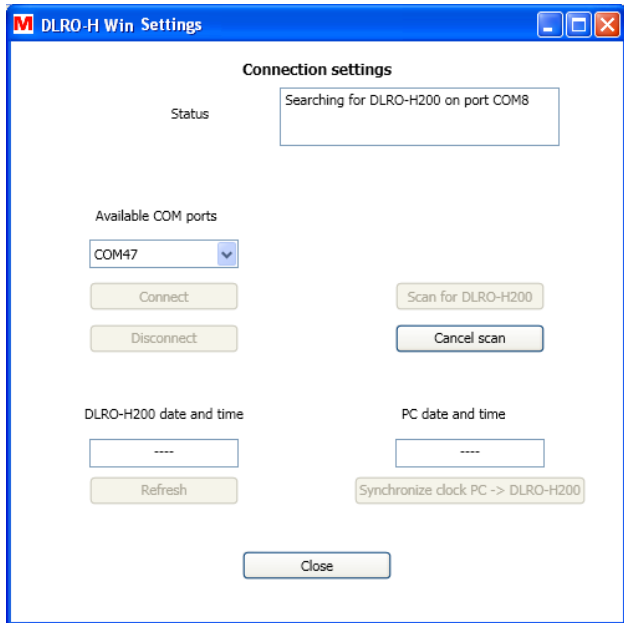 M DLRO-H Win Settings
Connection settings
Status
Searching for DLRO-H200 on port COM8
Available COM ports
COM47
Connect
Scan for DLRO-H200
Disconnect
Cancel scan
DLRO-H200 date and time
PC date and time
----
----
Refresh
Synchronize clock PC -> DLRO-H200
Close